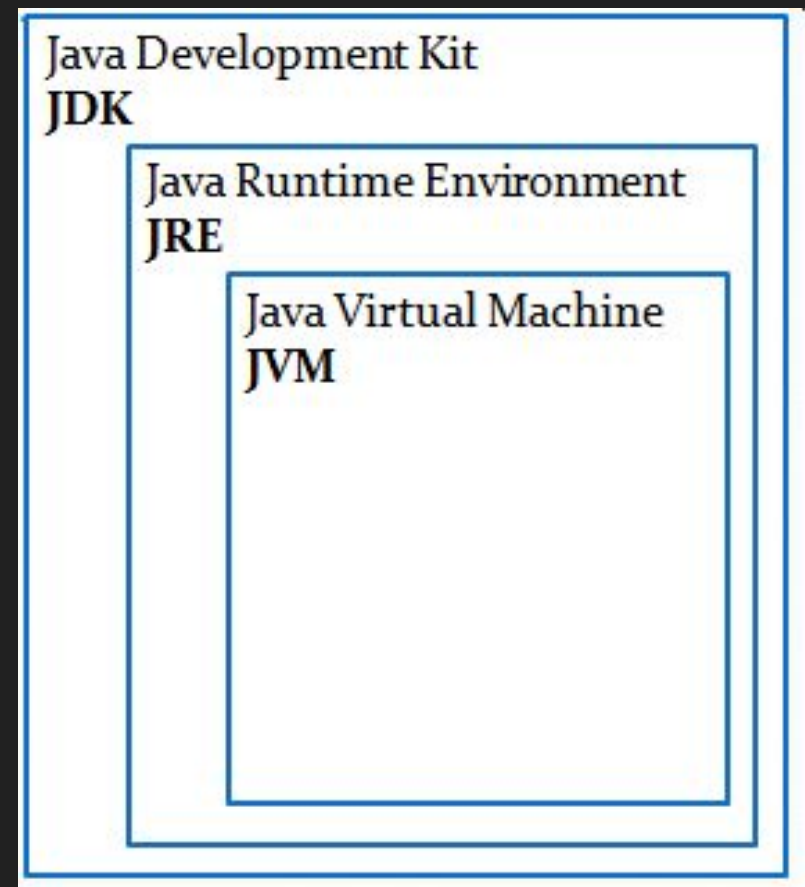 Java Development Kit
JDK
Java Runtime Environment
JRE
Java Virtual Machine
JVM